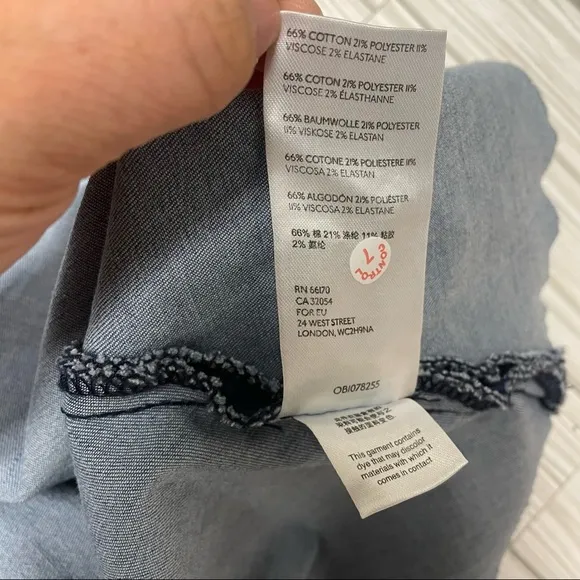 66% COTTON 21% POLYESTER 11%
VISCOSE 2% ELASTANE
66% COTON 21% POLYESTER 11%
VISCOSE 2% ÉLASTHANNE
66% BAUMWOLLE 21% POLYESTER
11% VISKOSE 2% ELASTAN
66% COTONE 21% POLIESTERE 11%
VISCOSA 2% ELASTAN
66% ALGODÓN 21% POLIÉSTER
11% VISCOSA 2% ELASTANE
66% 棉 21% 涤纶 11% 粘胶
2% 氨纶
CONTROL
7
RN 66170
CA 32054
FOR EU
24 WEST STREET
LONDON, WC2H9NA
OBI078255
This garment contains
dye that may discolor
materials with which it
comes in contact